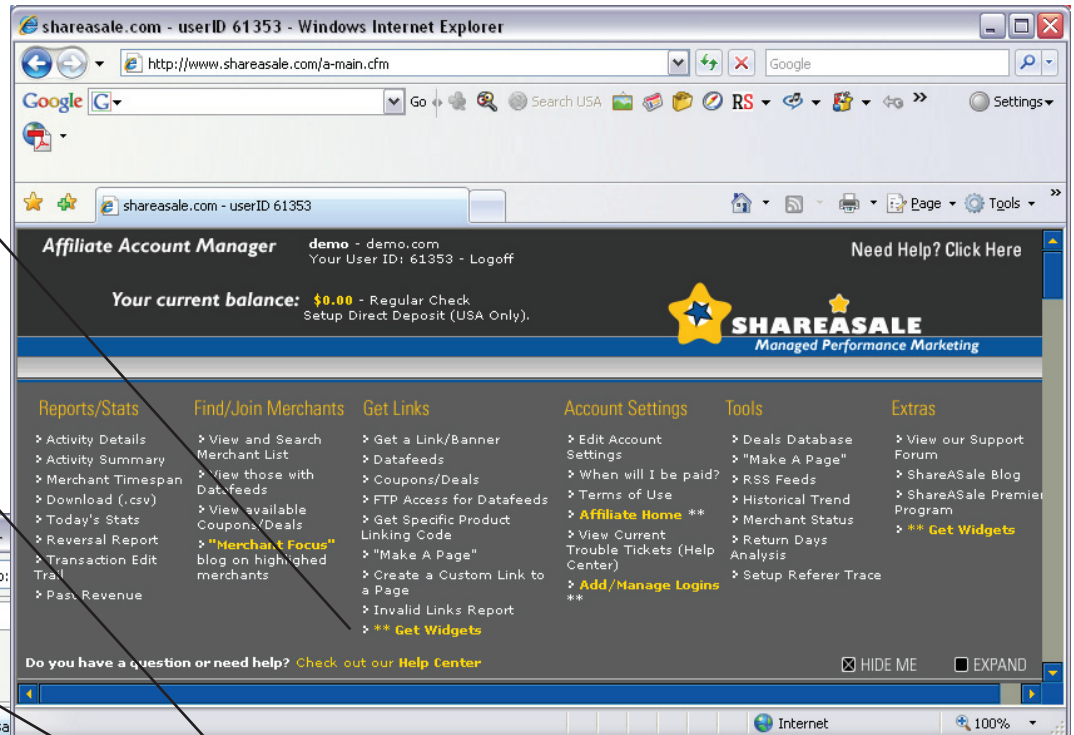 shareasale.com - userID 61353 - Windows Internet Explorer
http://www.shareasale.com/a-main.cfm
Google
Google G
Go
Search USA
RS
»
Settings
shareasale.com - userID 61353
Page
Tools
»
Affiliate Account Manager
demo - demo.com
Your User ID: 61353 - Logoff
Need Help? Click Here
Your current balance:
$0.00 - Regular Check
Setup Direct Deposit (USA Only).
SHAREASALE
Managed Performance Marketing
Reports/Stats
Activity Details
Activity Summary
Merchant Timespan
Download (.csv)
Today's Stats
Reversal Report
Transaction Edit
Trail
Past Revenue
Find/Join Merchants
View and Search
Merchant List
View those with
Datafeeds
View available
Coupons/Deals
"Merchant Focus"
blog on highlighed
merchants
Get Links
Get a Link/Banner
Datafeeds
Coupons/Deals
FTP Access for Datafeeds
Get Specific Product
Linking Code
"Make A Page"
Create a Custom Link to
a Page
Invalid Links Report
** Get Widgets
Account Settings
Edit Account
Settings
When will I be paid?
Terms of Use
Affiliate Home **
View Current
Trouble Tickets (Help
Center)
Add/Manage Logins
**
Tools
Deals Database
"Make A Page"
RSS Feeds
Historical Trend
Merchant Status
Return Days
Analysis
Setup Referer Trace
Extras
View our Support
Forum
ShareASale Blog
ShareASale Premier
Program
** Get Widgets
Do you have a question or need help? Check out our Help Center
HIDE ME
EXPAND
Internet
100%